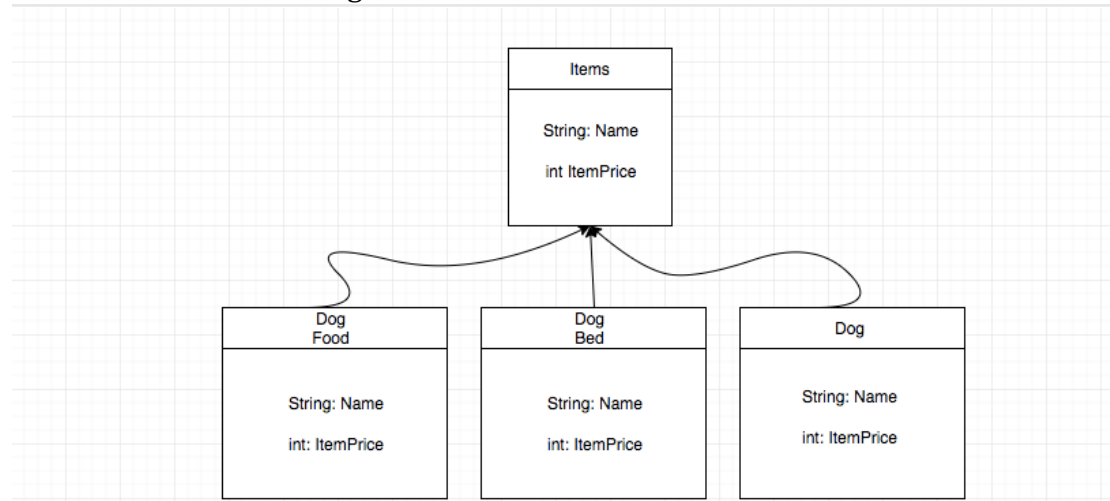 Items
String: Name
int ItemPrice
Dog
Food
String: Name
int: ItemPrice
Dog
Bed
String: Name
int: ItemPrice
Dog
String: Name
int: ItemPrice